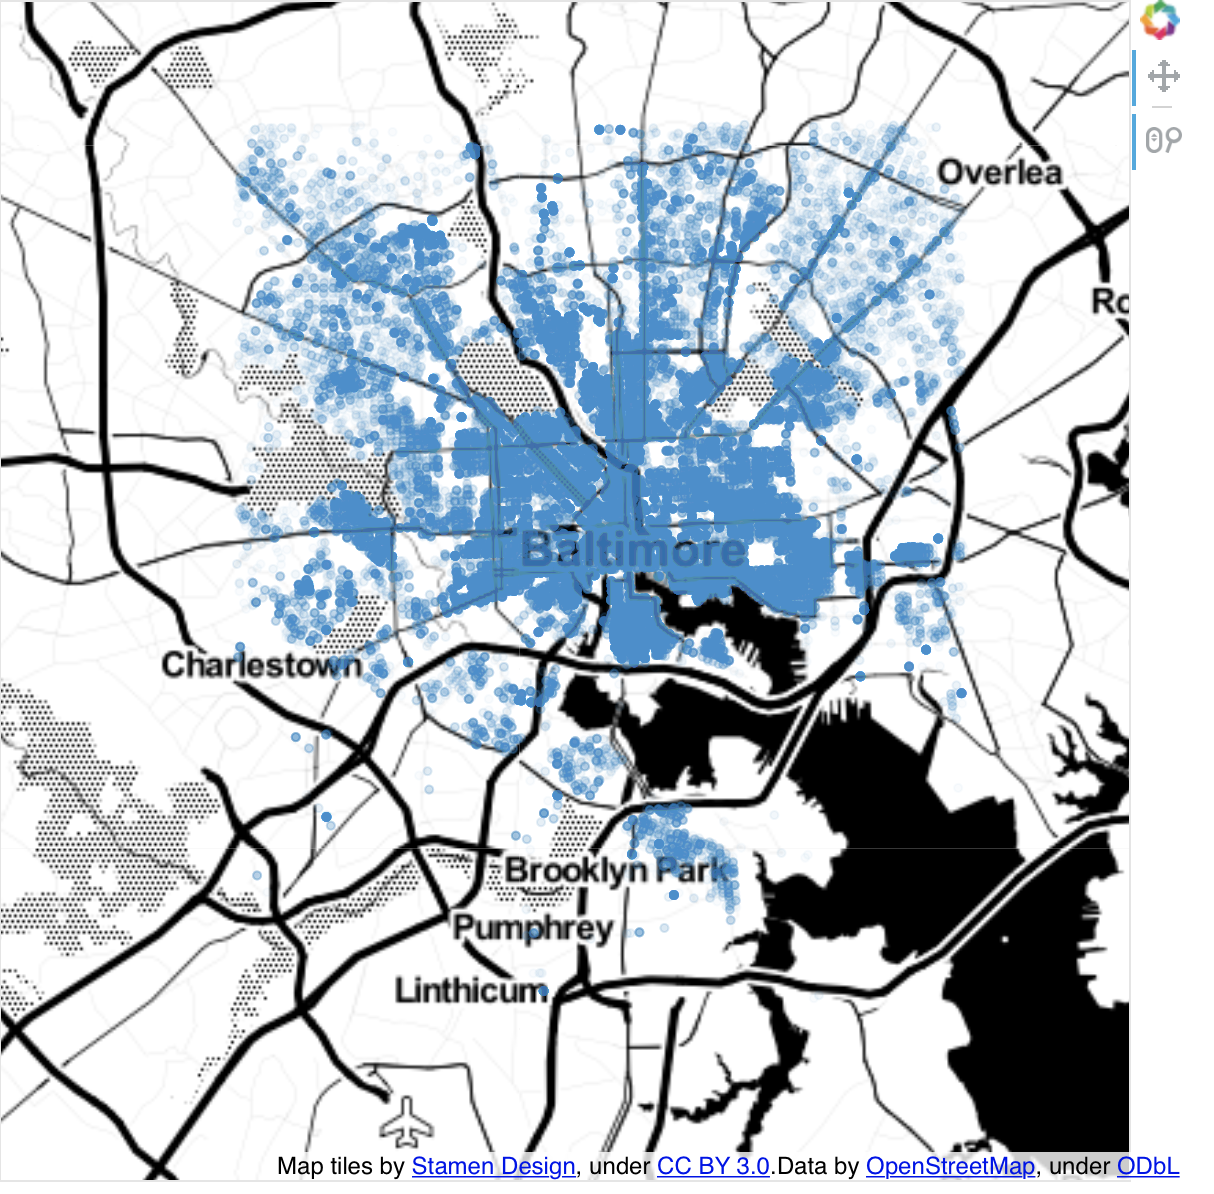 Overlea
Ro
Baltimore
Charlestown
Brooklyn Park
Pumphrey
Linthicum
Map tiles by Stamen Design, under CC BY 3.0.Data by OpenStreetMap, under ODbL